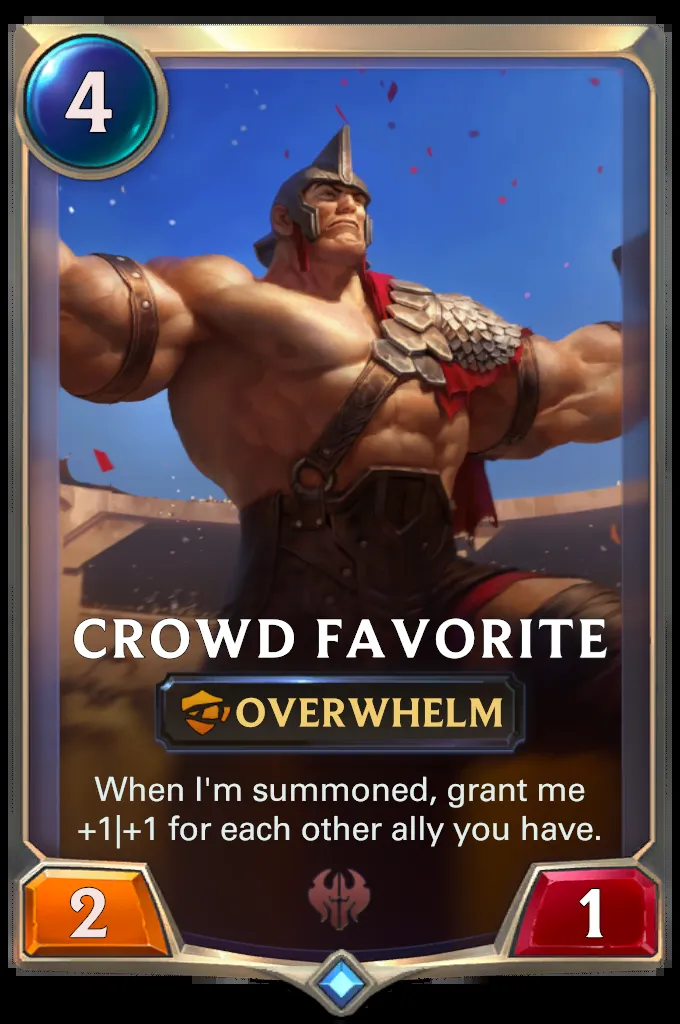 4
CROWD FAVORITE
OVERWHELM
When I'm summoned, grant me
+1|+1 for each other ally you have.
2
1